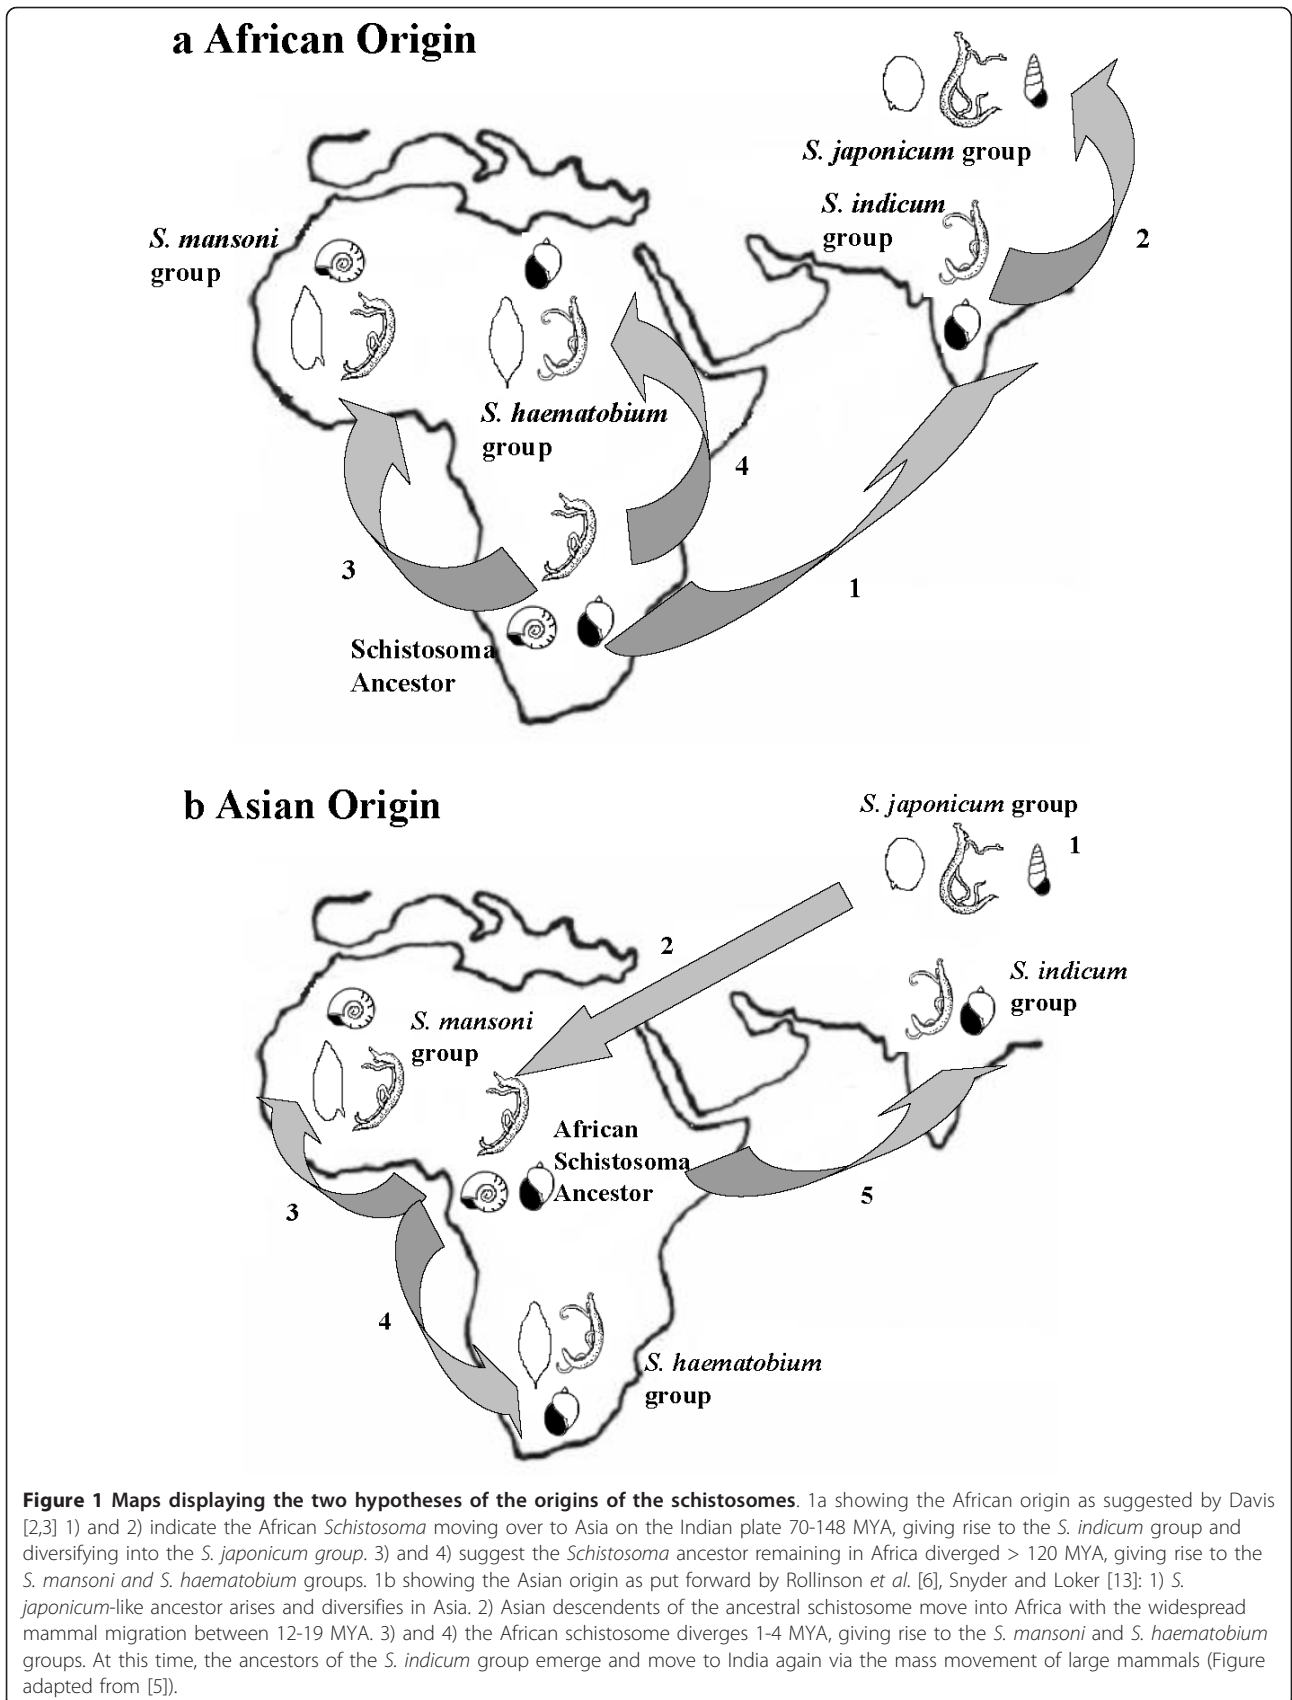 a African Origin
S. japonicum group
S. indicum
group
2
S. mansoni
group
S. haematobium
group
4
3
1
Schistosoma
Ancestor
b Asian Origin
S. japonicum group
1
2
S. indicum
group
S. mansoni
group
African
Schistosoma
Ancestor
3
5
4
S. haematobium
group
Figure 1 Maps displaying the two hypotheses of the origins of the schistosomes. 1a showing the African origin as suggested by Davis
[2,3] 1) and 2) indicate the African Schistosoma moving over to Asia on the Indian plate 70-148 MYA, giving rise to the S. indicum group and
diversifying into the S. japonicum group. 3) and 4) suggest the Schistosoma ancestor remaining in Africa diverged > 120 MYA, giving rise to the
S. mansoni and S. haematobium groups. 1b showing the Asian origin as put forward by Rollinson et al. [6], Snyder and Loker [13]: 1) S.
japonicum-like ancestor arises and diversifies in Asia. 2) Asian descendents of the ancestral schistosome move into Africa with the widespread
mammal migration between 12-19 MYA. 3) and 4) the African schistosome diverges 1-4 MYA, giving rise to the S. mansoni and S. haematobium
groups. At this time, the ancestors of the S. indicum group emerge and move to India again via the mass movement of large mammals (Figure
adapted from [5]).